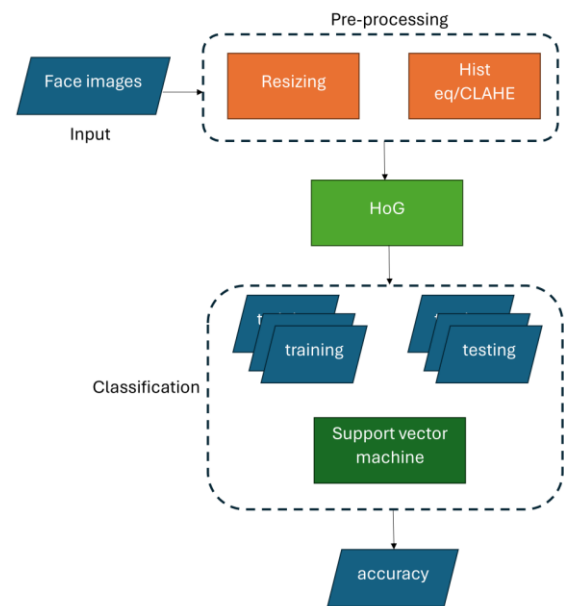 Pre-processing
Face images
Resizing
Hist
eq/CLAHE
Input
HoG
training
testing
Classification
Support vector
machine
accuracy